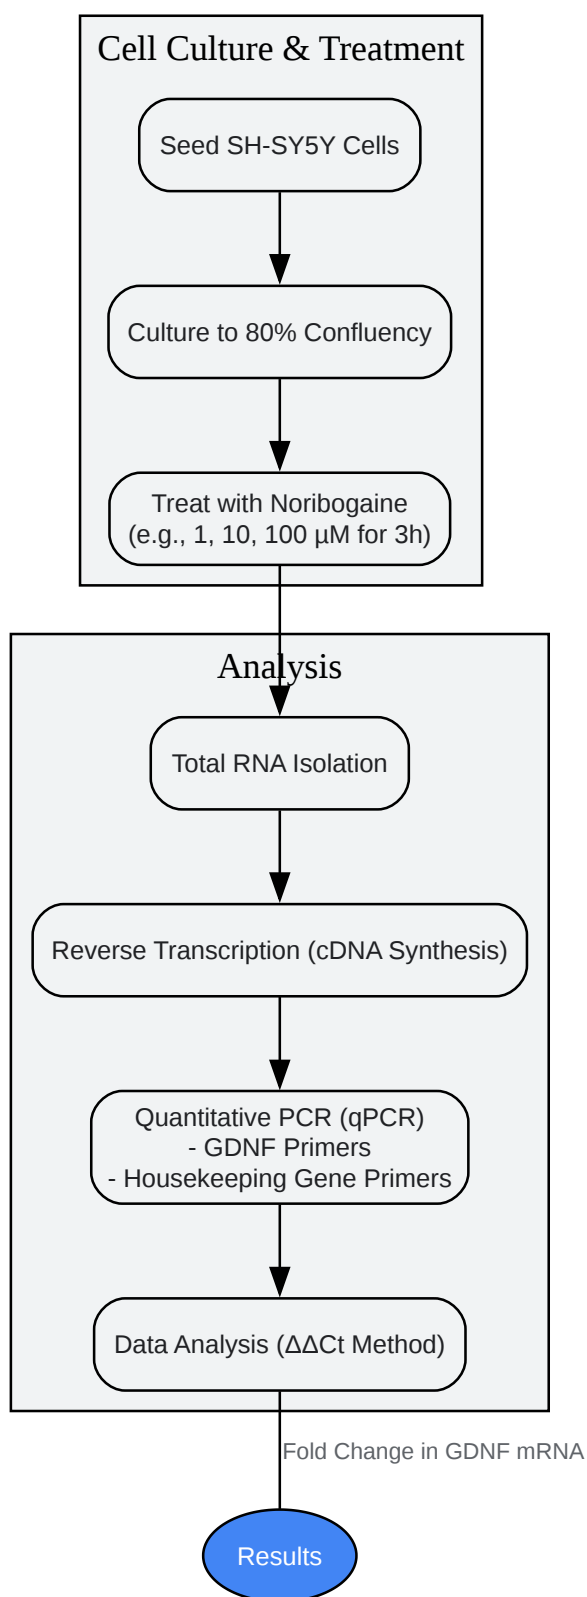 Cell Culture & Treatment
Seed SH-SY5Y Cells
Culture to 80% Confluency
Treat with Noribogaine
(e.g., 1, 10, 100 µM for 3h)
Analysis
Total RNA Isolation
Reverse Transcription (cDNA Synthesis)
Quantitative PCR (qPCR)
- GDNF Primers
- Housekeeping Gene Primers
Data Analysis (ΔΔCt Method)
Fold Change in GDNF mRNA
Results